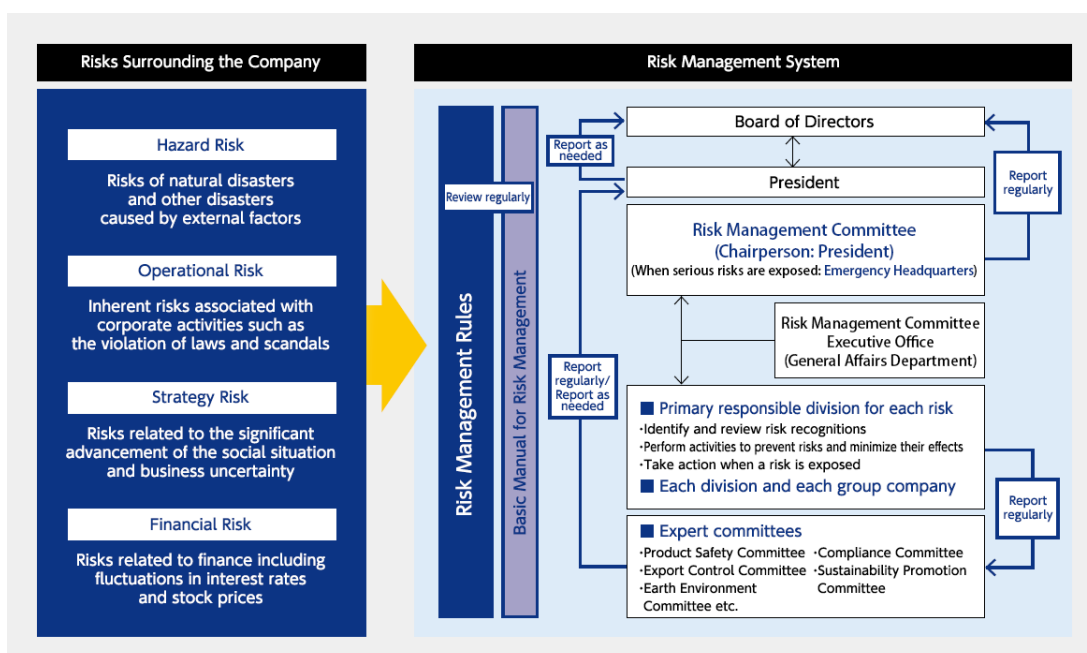 Risks Surrounding the Company
Hazard Risk
Risks of natural disasters
and other disasters
caused by external factors
Operational Risk
Inherent risks associated with
corporate activities such as
the violation of laws and scandals
Strategy Risk
Risks related to the significant
advancement of the social situation
and business uncertainty
Financial Risk
Risks related to finance including
fluctuations in interest rates
and stock prices
Risk Management System
Risk Management Rules
Basic Manual for Risk Management
Review regularly
Report as
needed
Board of Directors
President
Report
regularly
Risk Management Committee
(Chairperson: President)
(When serious risks are exposed: Emergency Headquarters)
Risk Management Committee
Executive Office
(General Affairs Department)
Report
regularly/
Report as
needed
■ Primary responsible division for each risk
・Identify and review risk recognitions
・Perform activities to prevent risks and minimize their effects
・Take action when a risk is exposed
■ Each division and each group company
Report
regularly
■ Expert committees
・Product Safety Committee ・Compliance Committee
・Export Control Committee ・Sustainability Promotion
・Earth Environment Committee
Committee etc.